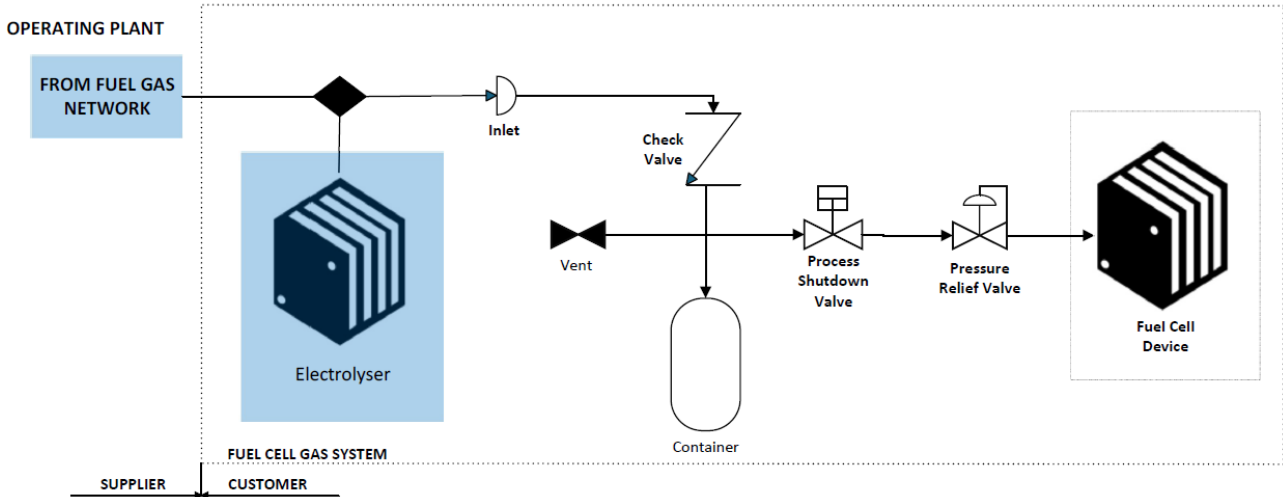 OPERATING PLANT
FROM FUEL GAS
NETWORK
Inlet
Check
Valve
Electrolyser
Vent
Process
Shutdown
Valve
Pressure
Relief Valve
Fuel Cell
Device
Container
FUEL CELL GAS SYSTEM
SUPPLIER
CUSTOMER